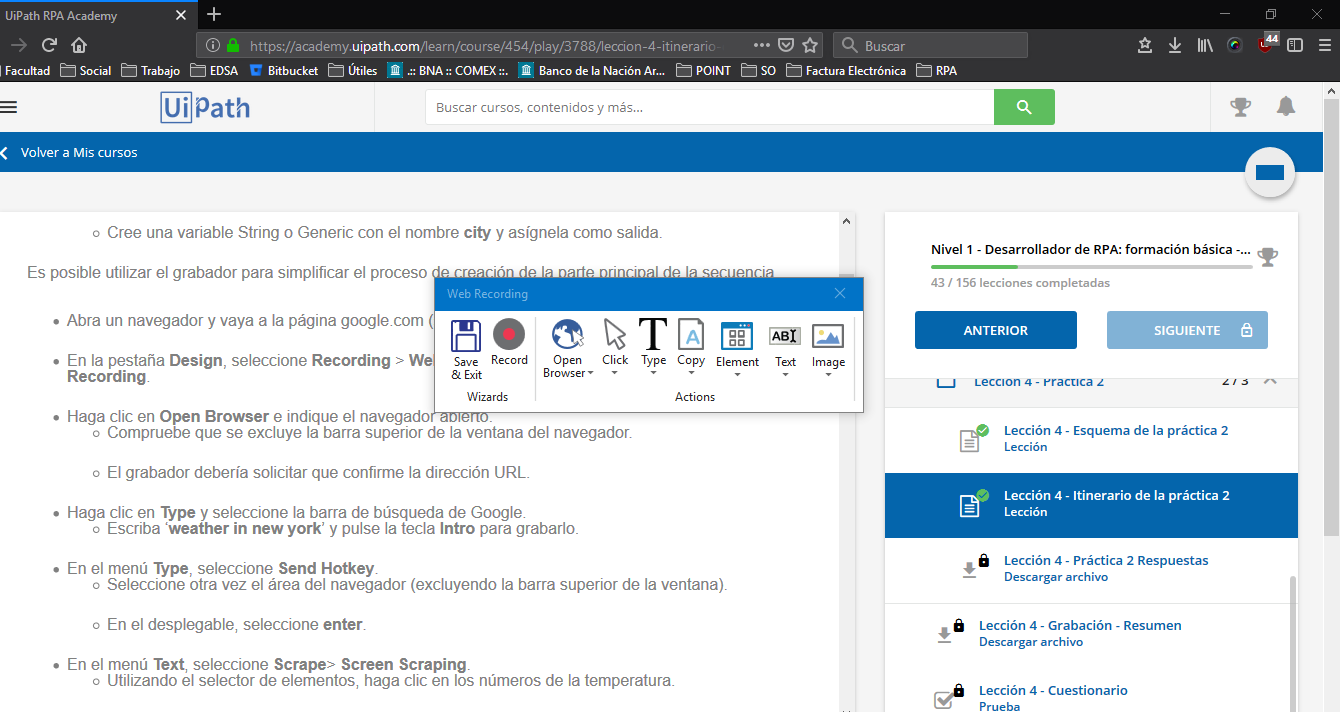 UiPath RPA Academy
https://academy.uipath.com/learn/course/454/play/3788/leccion-4-itinerario-
Buscar
44
Facultad
Social
Trabajo
EDSA
Bitbucket
Útiles
.:: BNA :: COMEX ::.
Banco de la Nación Ar...
POINT
SO
Factura Electrónica
RPA
UiPath
Buscar cursos, contenidos y más...
Volver a Mis cursos
Cree una variable String o Generic con el nombre city y asígnela como salida.
Es posible utilizar el grabador para simplificar el proceso de creación de la parte principal de la secuencia
Abra un navegador y vaya a la página google.com (
En la pestaña Design, seleccione Recording > We
Recording.
Haga clic en Open Browser e indique el navegador abierto.
Compruebe que se excluye la barra superior de la ventana del navegador.
El grabador debería solicitar que confirme la dirección URL.
Haga clic en Type y seleccione la barra de búsqueda de Google.
Escriba ‘weather in new york’ y pulse la tecla Intro para grabarlo.
En el menú Type, seleccione Send Hotkey.
Seleccione otra vez el área del navegador (excluyendo la barra superior de la ventana).
En el desplegable, seleccione enter.
En el menú Text, seleccione Scrape> Screen Scraping.
Utilizando el selector de elementos, haga clic en los números de la temperatura.
Web Recording
Save
& Exit
Record
Wizards
Open
Browser
Click
Type
Copy
Element
Text
Image
Actions
Nivel 1 - Desarrollador de RPA: formación básica -...
43 / 156 lecciones completadas
ANTERIOR
SIGUIENTE
Lección 4 - Práctica 2
2 / 3
Lección 4 - Esquema de la práctica 2
Lección
Lección 4 - Itinerario de la práctica 2
Lección
Lección 4 - Práctica 2 Respuestas
Descargar archivo
Lección 4 - Grabación - Resumen
Descargar archivo
Lección 4 - Cuestionario
Prueba